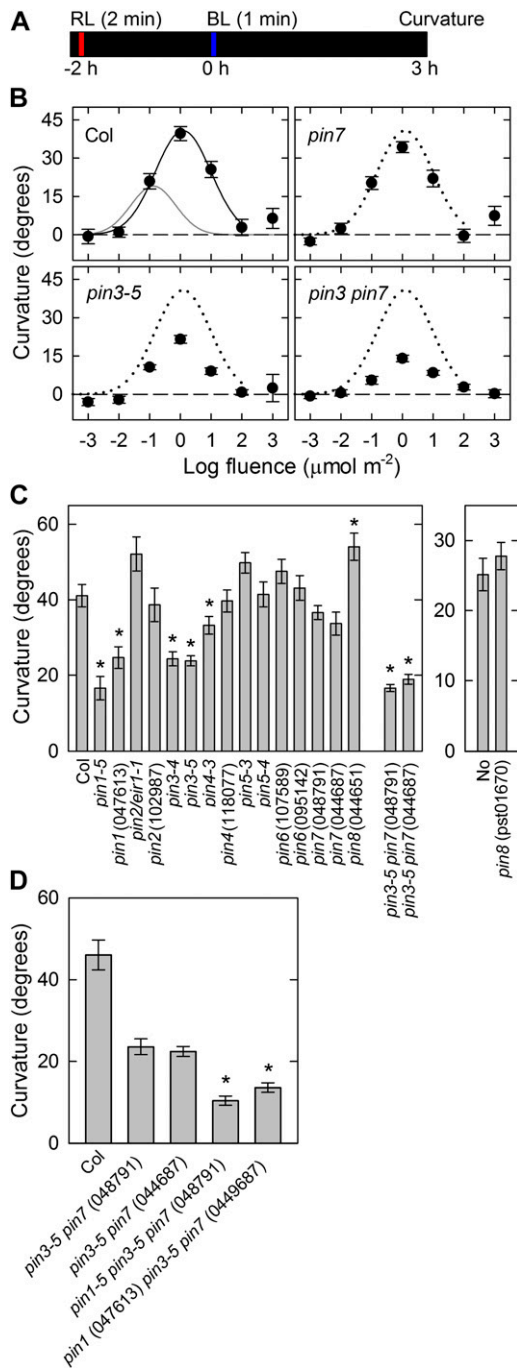 A
RL (2 min) BL (1 min) Curvature
-2 h 0 h 3 h
B
Col pin7
pin3-5 pin3 pin7
45
30
15
0
45
30
15
0
Curvature (degrees)
-3 -2 -1 0 1 2 3 -3 -2 -1 0 1 2 3
Log fluence (μmol m-2)
C
Curvature (degrees)
60
40
20
0
30
20
10
0
* * * * * * * *
Col
pin1-5
pin1 (047613)
pin2/eir1-1
pin2 (102987)
pin3-4
pin3-5
pin4-3
pin4 (118077)
pin5-3
pin5-4
pin6 (107589)
pin6 (095142)
pin7 (048791)
pin7 (044687)
pin8 (044651)
pin3-5 pin7 (048791)
pin3-5 pin7 (044687)
No
pin8 (pst01670)
D
Curvature (degrees)
60
40
20
0
* *
Col
pin3-5 pin7 (048791)
pin3-5 pin7 (044687)
pin1-5 pin3-5 pin7 (048791)
pin1 (047613) pin3-5 pin7 (0449687)